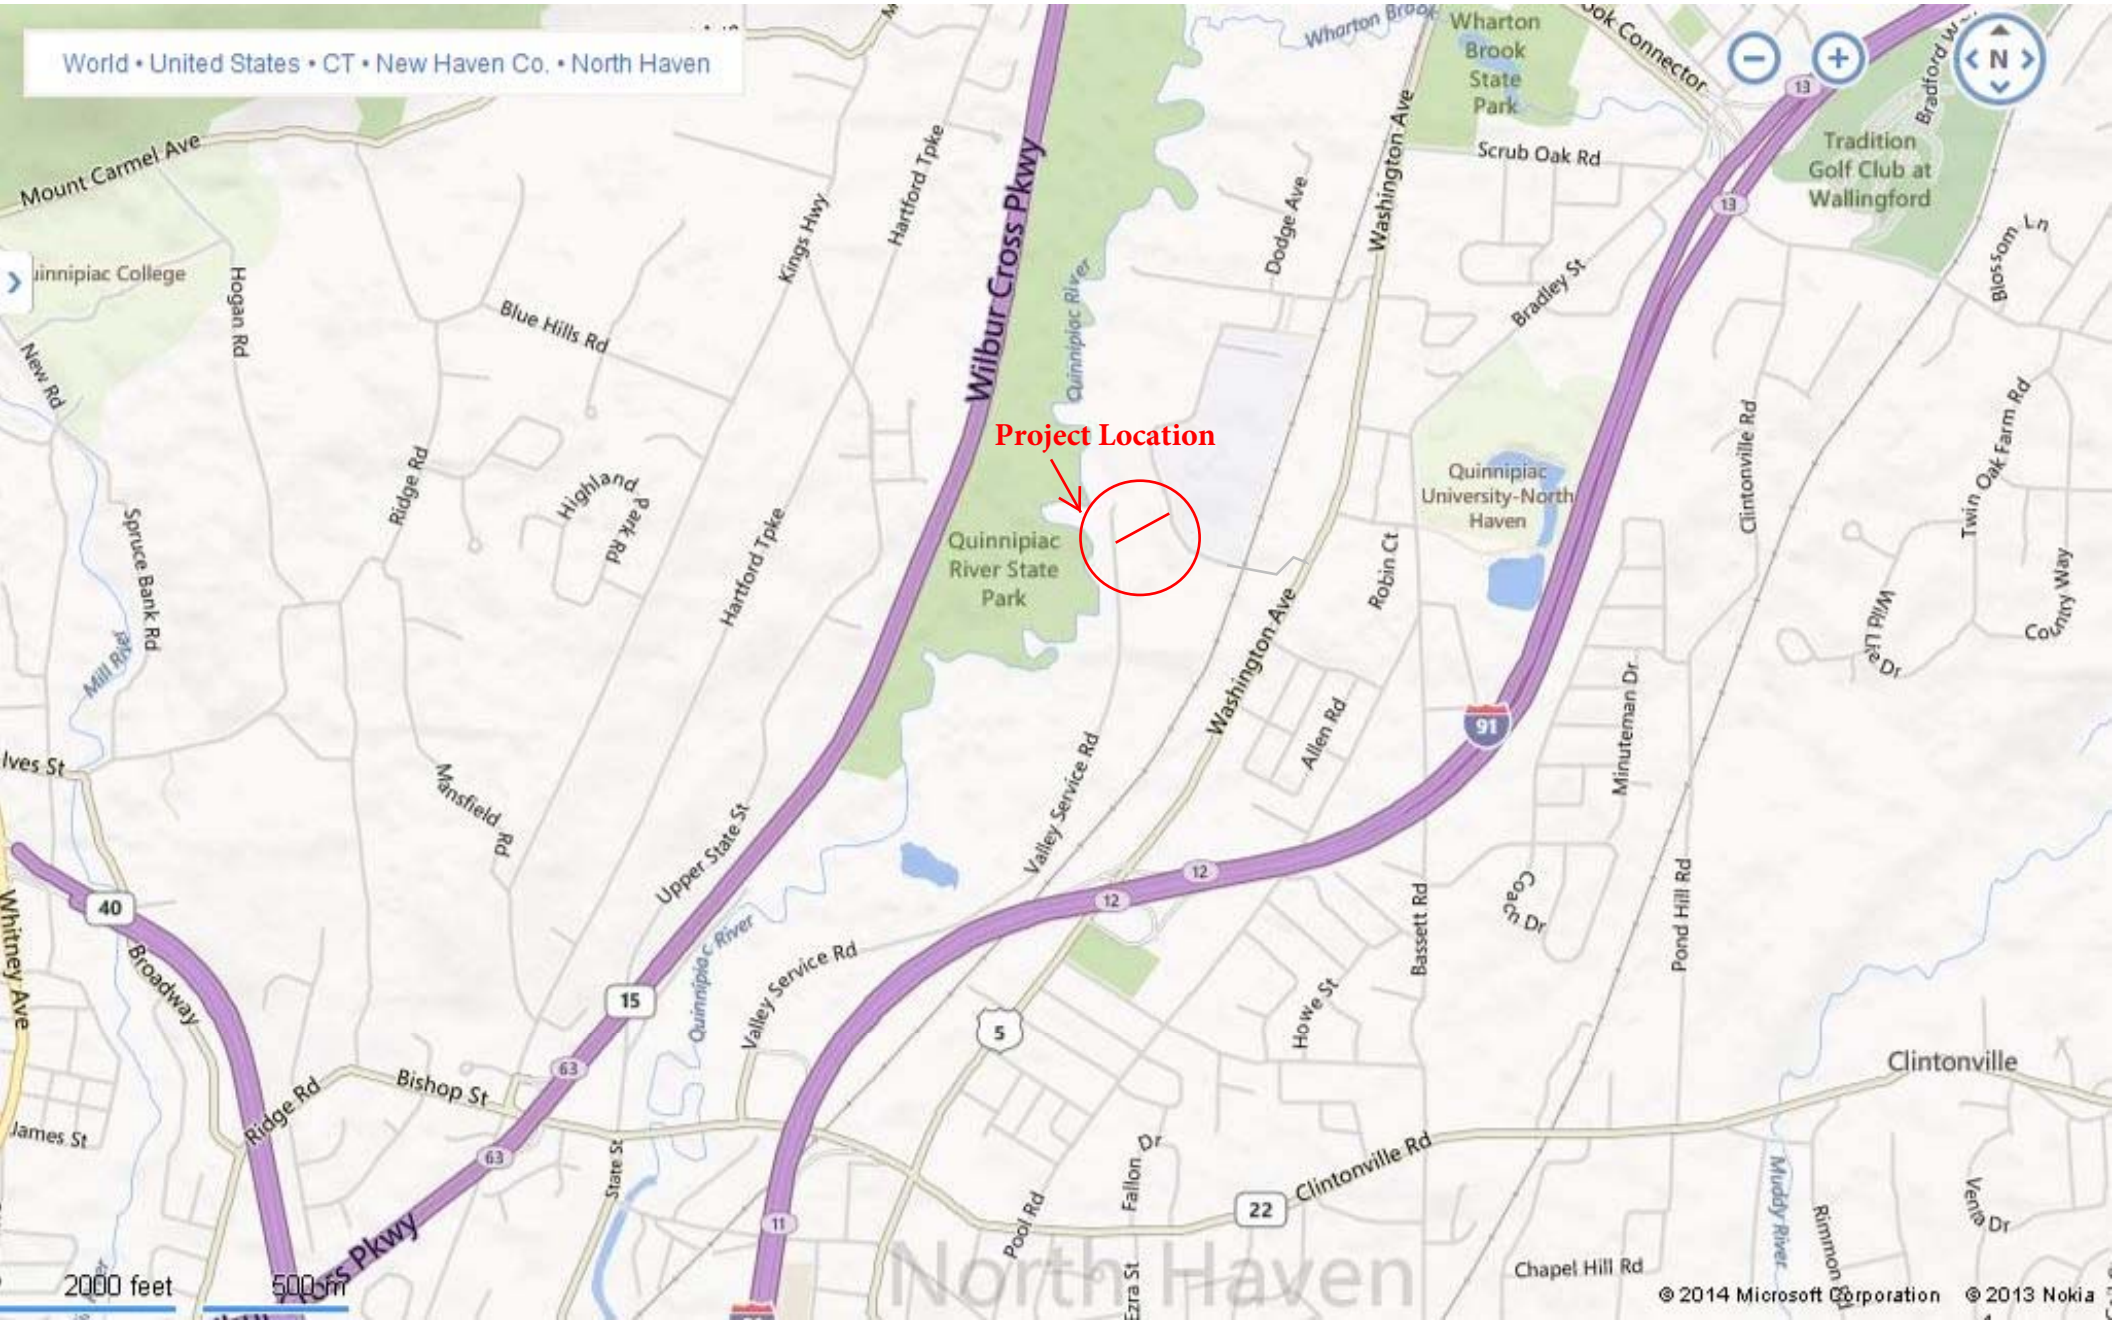 World • United States • CT • New Haven Co. • North Haven
Wharton Brook
Wharton
Brook
State
Park
ook Connector
13
Bradford W
N
Tradition
Golf Club at
Wallingford
13
Scrub Oak Rd
Mount Carmel Ave
Hartford Tpke
Kings Hwy
Wilbur Cross Pkwy
Washington Ave
Dodge Ave
Blossom Ln
uinnipiac College
Hogan Rd
Blue Hills Rd
Quinnipiac River
Bradley St
New Rd
Project Location
Ridge Rd
Highland Park Rd
Clintonville Rd
Twin Oak Farm Rd
Quinnipiac
University-North
Haven
Spruce Bank Rd
Hartford Tpke
Quinnipiac
River State
Park
Robin Ct
Wild Life Dr
Country Way
Mill River
Washington Ave
Allen Rd
Minuteman Dr
91
Ives St
Mansfield Rd
Upper State St
Valley Service Rd
12
12
Coach Dr
Pond Hill Rd
Bassett Rd
40
Whitney Ave
Broadway
15
Quinnipiac River
Valley Service Rd
5
Howe St
Clintonville
63
Bishop St
Ridge Rd
James St
63
State St
Fallon Dr
Clintonville Rd
22
Pool Rd
11
Muddy River
Rimmon Rd
Venta Dr
North Haven
Ezra St
Chapel Hill Rd
2000 feet
500 m
ss Pkwy
© 2014 Microsoft Corporation
© 2013 Nokia